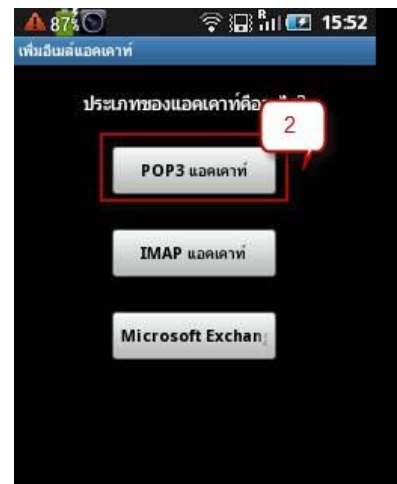 87% R 15:52
เพิ่มอีเมล์แอคเคาท์
ประเภทของแอคเคาท์คือ
2
POP3 แอคเคาท์
IMAP แอคเคาท์
Microsoft Exchan